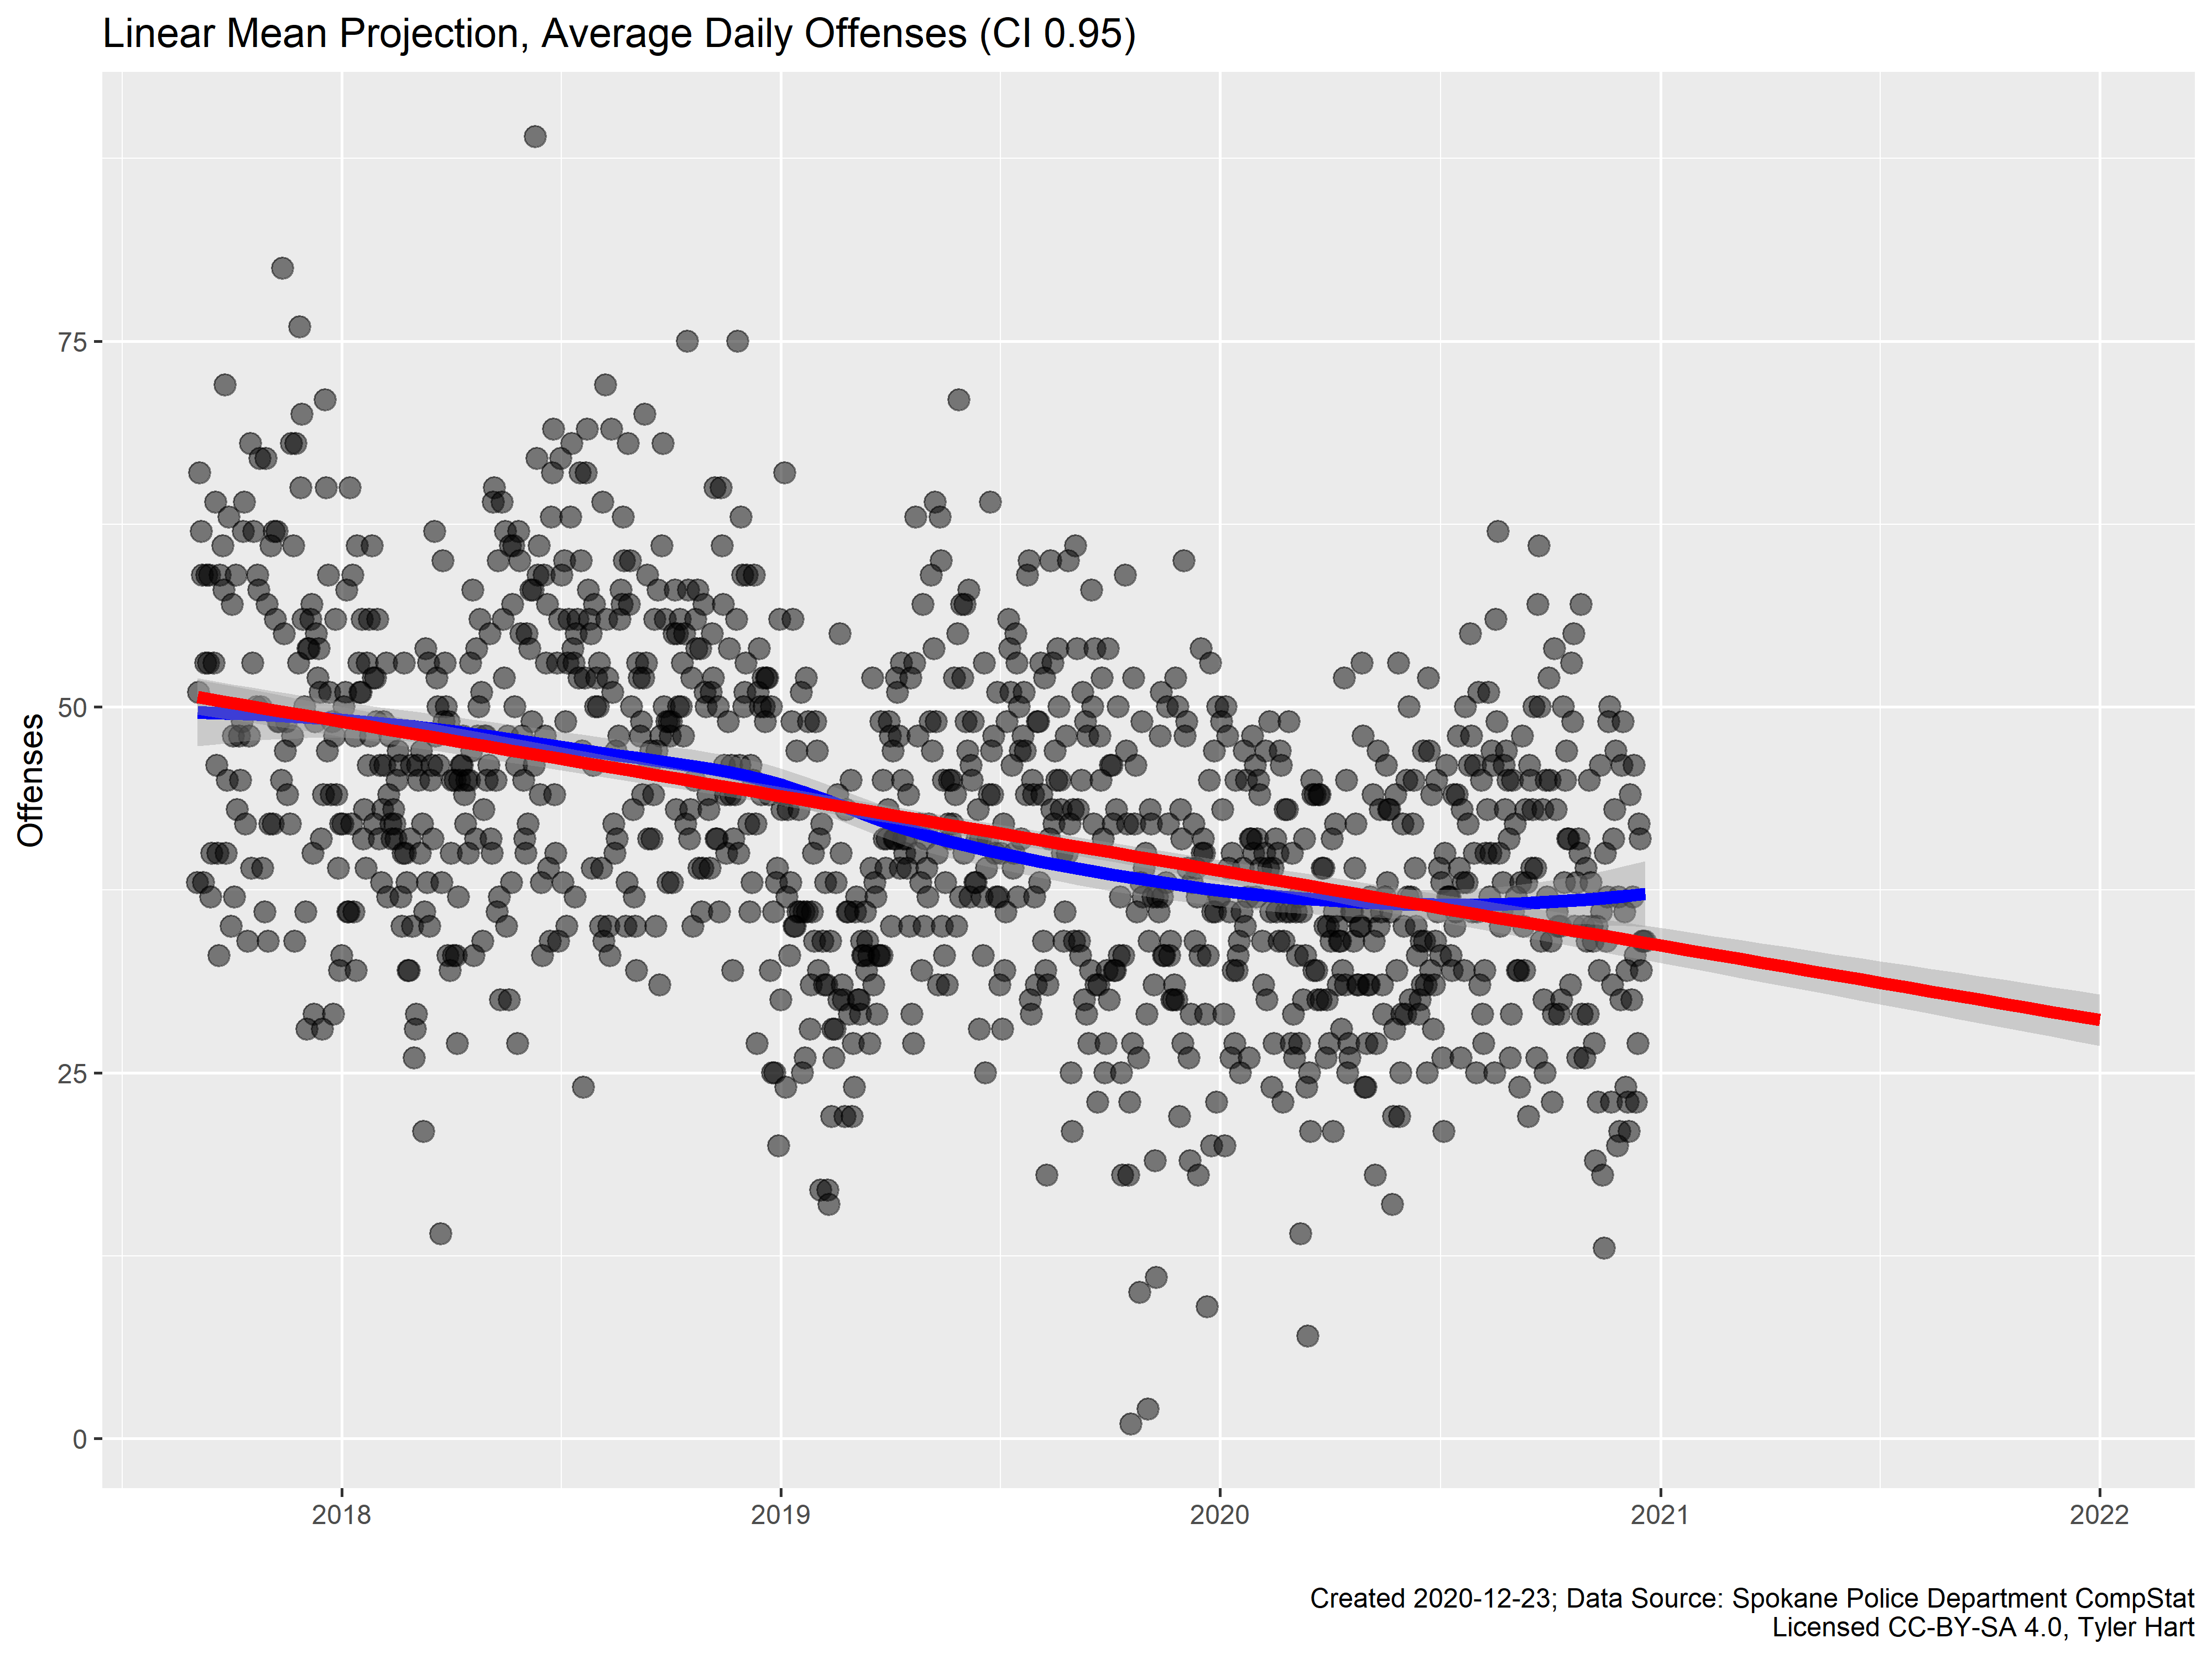 Linear Mean Projection, Average Daily Offenses (CI 0.95)
Offenses
75
50
25
0
2018
2019
2020
2021
2022
Created 2020-12-23; Data Source: Spokane Police Department CompStat
Licensed CC-BY-SA 4.0, Tyler Hart